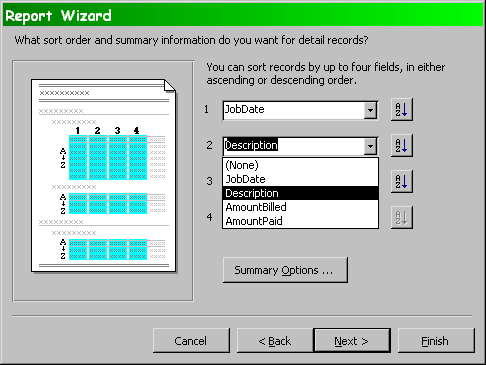 Report Wizard
What sort order and summary information do you want for detail records?
You can sort records by up to four fields, in either
ascending or descending order.
1 JobDate
2 Description
(None)
JobDate
3 Description
AmountBilled
4 AmountPaid
1 2 3 4
A
Z
A
Z
A
Z
Summary Options ...
Cancel
< Back
Next >
Finish